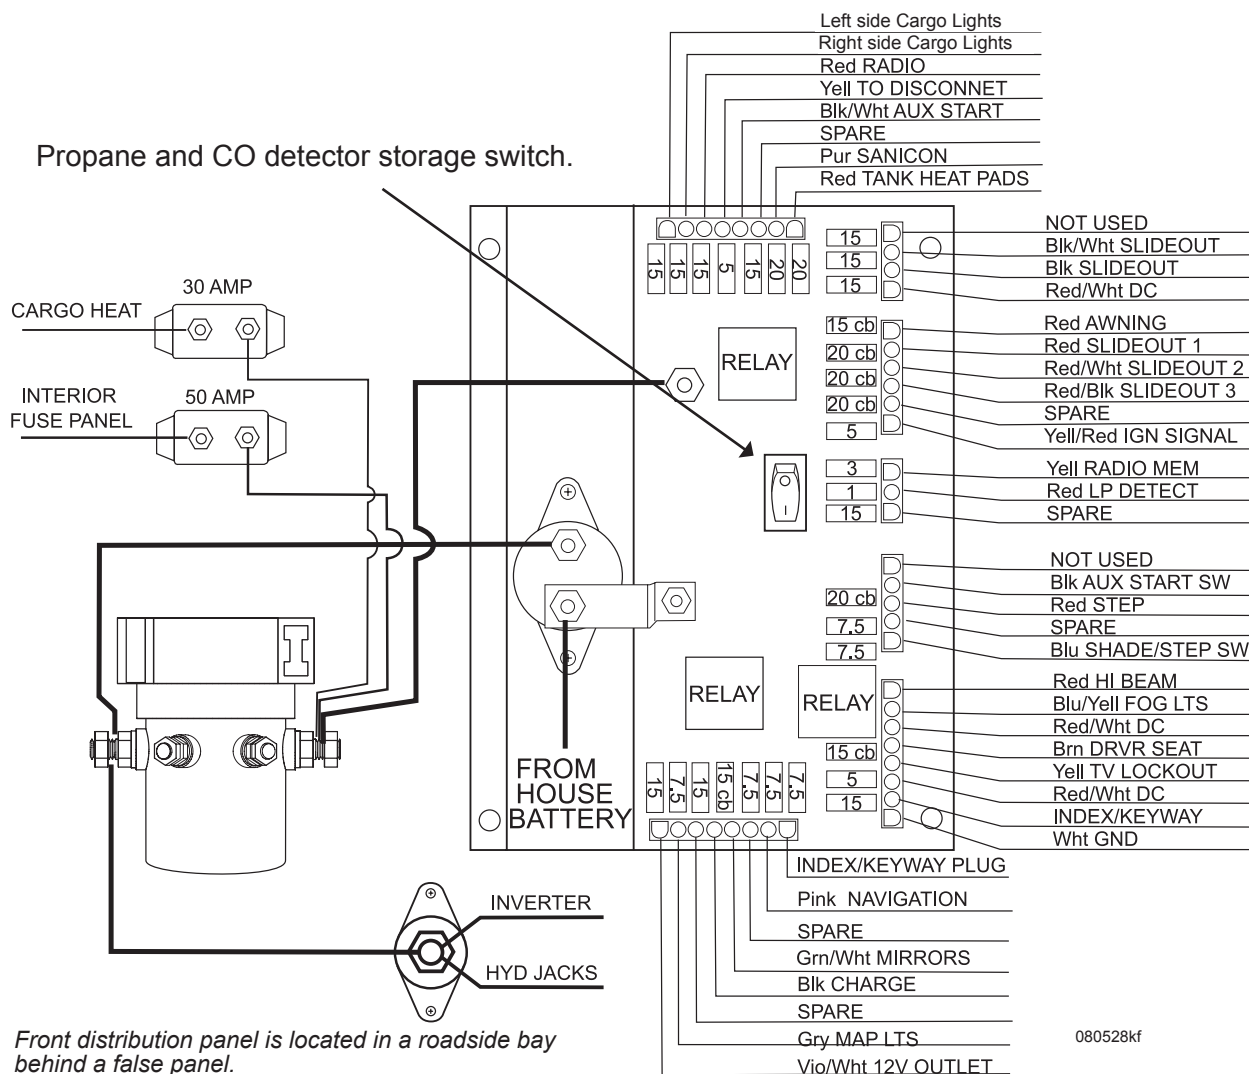 Left side Cargo Lights
Right side Cargo Lights
Red RADIO
Yell TO DISCONNET
Blk/Wht AUX START
SPARE
Pur SANICON
Red TANK HEAT PADS
Propane and CO detector storage switch.
15
15
15
5
15
20
20
15
15
15
NOT USED
Blk/Wht SLIDEOUT
Blk SLIDEOUT
Red/Wht DC
30 AMP
CARGO HEAT
50 AMP
INTERIOR
FUSE PANEL
RELAY
15 cb
20 cb
20 cb
20 cb
5
Red AWNING
Red SLIDEOUT 1
Red/Wht SLIDEOUT 2
Red/Blk SLIDEOUT 3
SPARE
Yell/Red IGN SIGNAL
3
1
15
Yell RADIO MEM
Red LP DETECT
SPARE
20 cb
7.5
7.5
NOT USED
Blk AUX START SW
Red STEP
SPARE
Blu SHADE/STEP SW
RELAY
RELAY
15 cb
5
15
Red HI BEAM
Blu/Yell FOG LTS
Red/Wht DC
Brn DRVR SEAT
Yell TV LOCKOUT
Red/Wht DC
INDEX/KEYWAY
Wht GND
FROM
HOUSE
BATTERY
15
7.5
15
15 cb
7.5
7.5
7.5
INDEX/KEYWAY PLUG
Pink NAVIGATION
SPARE
Grn/Wht MIRRORS
Blk CHARGE
SPARE
Gry MAP LTS
Vio/Wht 12V OUTLET
INVERTER
HYD JACKS
Front distribution panel is located in a roadside bay
behind a false panel.
080528kf